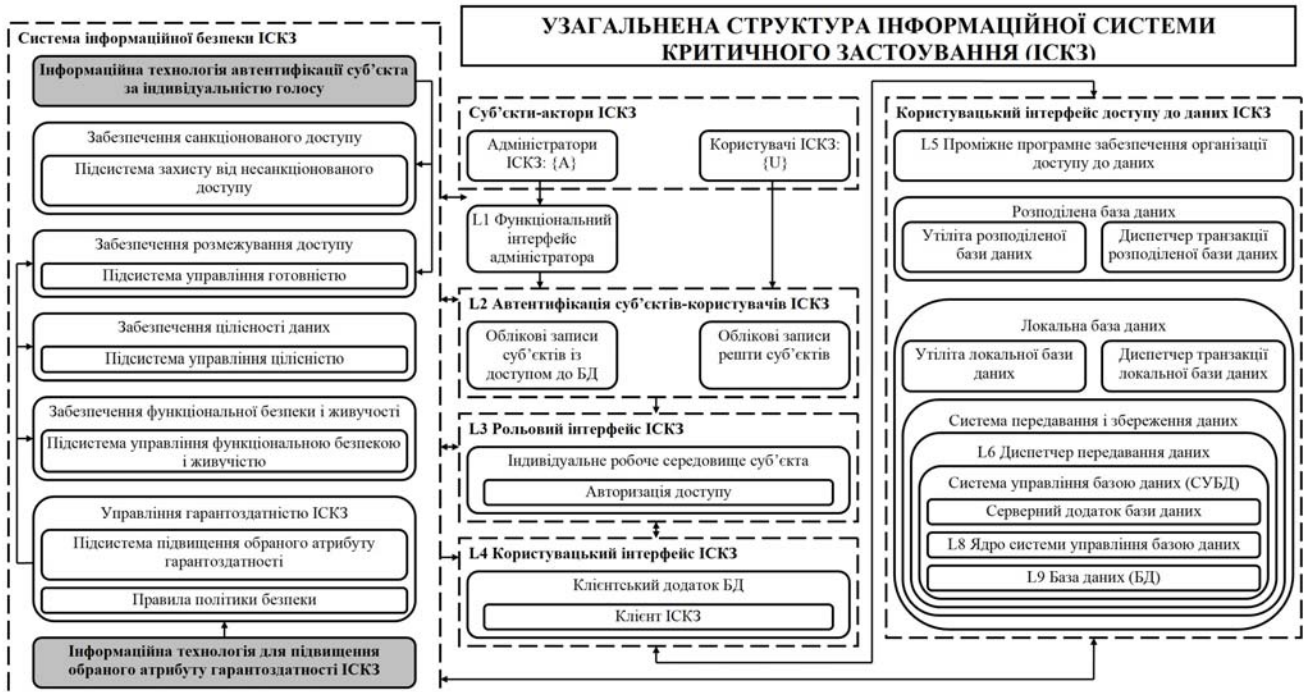 УЗАГАЛЬНЕНА СТРУКТУРА ІНФОРМАЦІЙНОЇ СИСТЕМИ
КРИТИЧНОГО ЗАСТОУВАННЯ (ІСКЗ)
Система інформаційної безпеки ІСКЗ
Інформаційна технологія автентифікації суб’єкта
за індивідуальністю голосу
Забезпечення санкціонованого доступу
Підсистема захисту від несанкціонованого
доступу
Забезпечення розмежування доступу
Підсистема управління готовністю
Забезпечення цілісності даних
Підсистема управління цілісністю
Забезпечення функціональної безпеки і живучості
Підсистема управління функціональною безпекою
і живучістю
Управління гарантоздатністю ІСКЗ
Підсистема підвищення обраного атрибуту
гарантоздатності
Правила політики безпеки
Інформаційна технологія для підвищення
обраного атрибуту гарантоздатності ІСКЗ
Суб’єкти-актори ІСКЗ
Адміністратори
ІСКЗ: {A}
Користувачі ІСКЗ:
{U}
L1 Функціональний
інтерфейс
адміністратора
L2 Автентифікація суб’єктів-користувачів ІСКЗ
Облікові записи
суб’єктів із
доступом до БД
Облікові записи
решти суб’єктів
L3 Рольовий інтерфейс ІСКЗ
Індивідуальне робоче середовище суб’єкта
Авторизація доступу
L4 Користувацький інтерфейс ІСКЗ
Клієнтський додаток БД
Клієнт ІСКЗ
Користувацький інтерфейс доступу до даних ІСКЗ
L5 Проміжне програмне забезпечення організації
доступу до даних
Розподілена база даних
Утиліта розподіленої
бази даних
Диспетчер транзакції
розподіленої бази даних
Локальна база даних
Утиліта локальної бази
даних
Диспетчер транзакції
локальної бази даних
Система передавання і збереження даних
L6 Диспетчер передавання даних
Система управління базою даних (СУБД)
Серверний додаток бази даних
L8 Ядро системи управління базою даних
L9 База даних (БД)